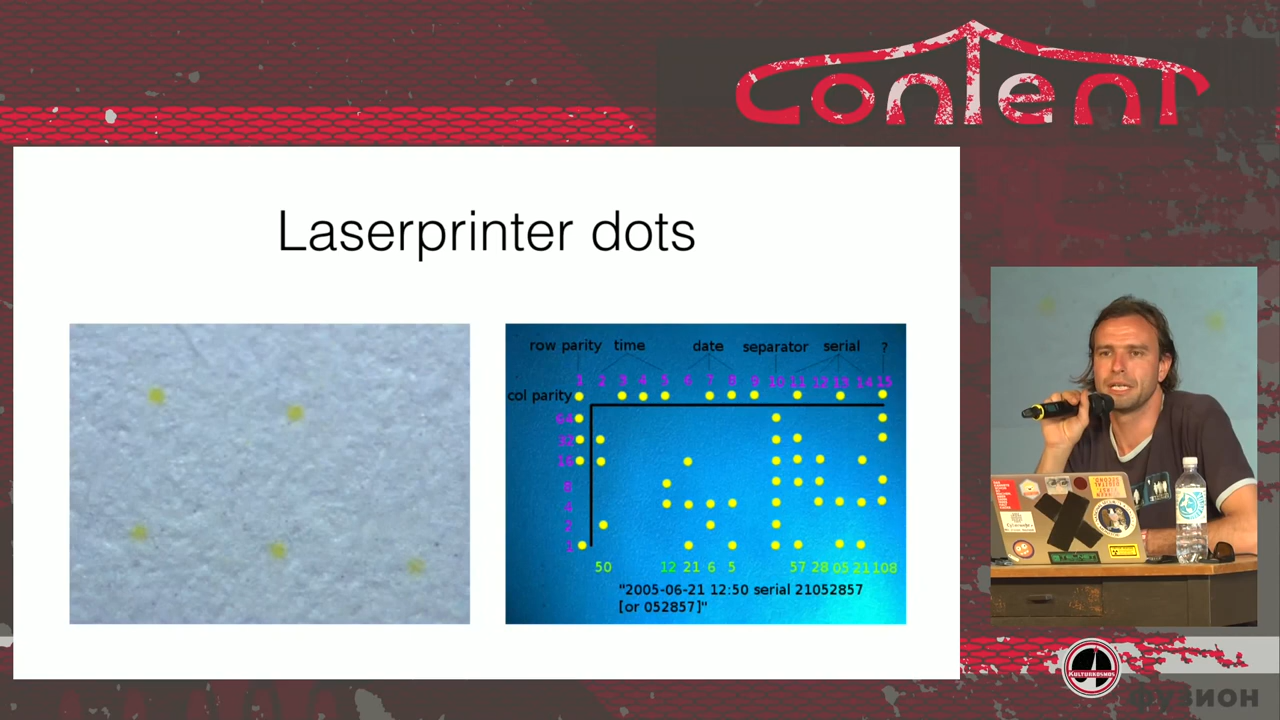 Content
Laserprinter dots
row parity time date separator serial ?
1 2 3 4 5 6 7 8 9 10 11 12 13 14 15
col parity
64
32
16
8
4
2
1
50 12 21 6 5 57 28 05 21 108
"2005-06-21 12:50 serial 21052857
[or 052857]"
KULTURKOSMOS
фузион